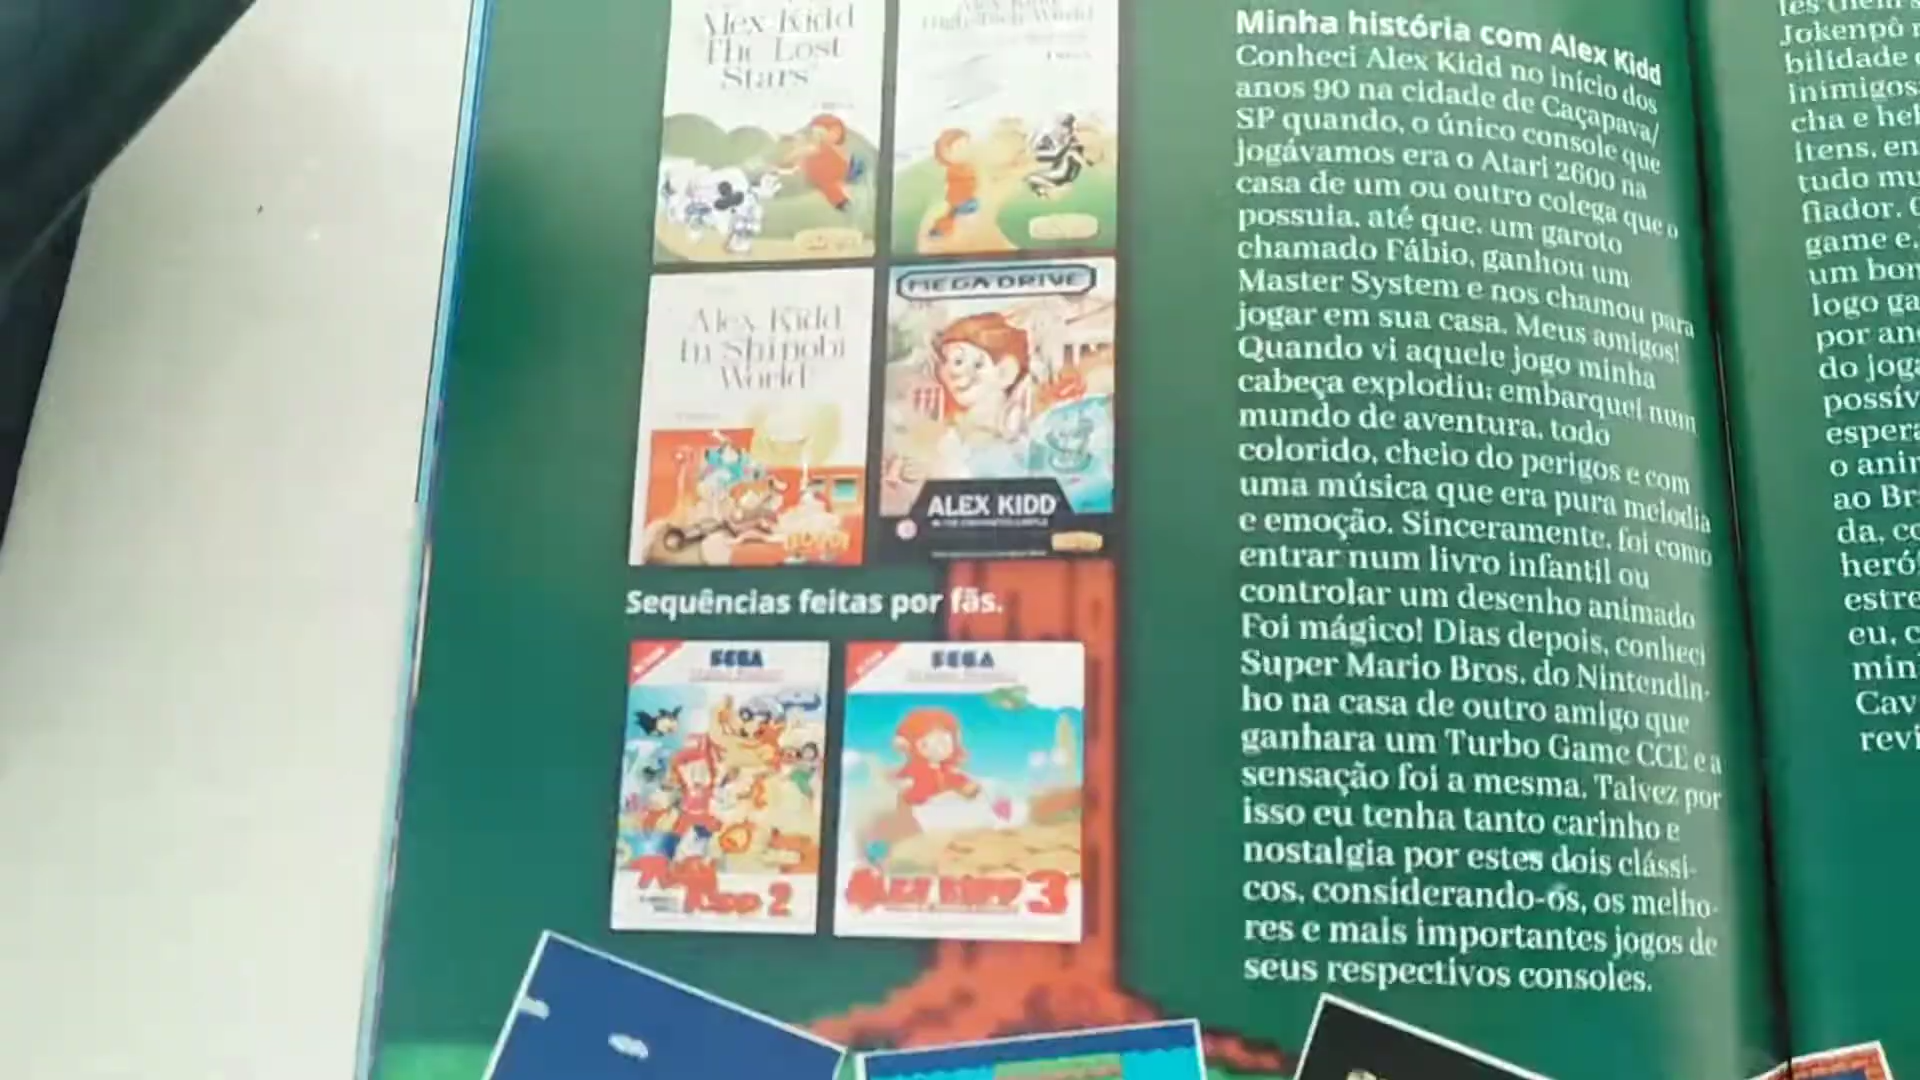 Alex Kidd
The Lost
Stars
High-Tech World
Alex Kidd
In Shinobi
World
MEGA DRIVE
ALEX KIDD
Sequências feitas por fãs.
SEGA
SEGA
Kidd 2
ALEX KIDD 3
Minha história com Alex Kidd
Conheci Alex Kidd no início dos
anos 90 na cidade de Caçapava/
SP quando, o único console que
jogávamos era o Atari 2600 na
casa de um ou outro colega que o
possuia, até que, um garoto
chamado Fábio, ganhou um
Master System e nos chamou para
jogar em sua casa. Meus amigos!
Quando vi aquele jogo minha
cabeça explodiu; embarquei num
mundo de aventura, todo
colorido, cheio do perigos e com
uma música que era pura melodia
e emoção. Sinceramente, foi como
entrar num livro infantil ou
controlar um desenho animado
Foi mágico! Dias depois, conheci
Super Mario Bros. do Nintendin-
ho na casa de outro amigo que
ganhara um Turbo Game CCE e a
sensação foi a mesma. Talvez por
isso eu tenha tanto carinho e
nostalgia por estes dois clássi-
cos, considerando-os, os melho-
res e mais importantes jogos de
seus respectivos consoles.
Jokenpô
bilidade
inimigos
cha e
itens, en
tudo mu
fiador.
game e,
um bom
jogo ga
por an
do joga
possív
espera
o anim
ao Br
da, co
heró
estre
eu, c
min
Cav
revi